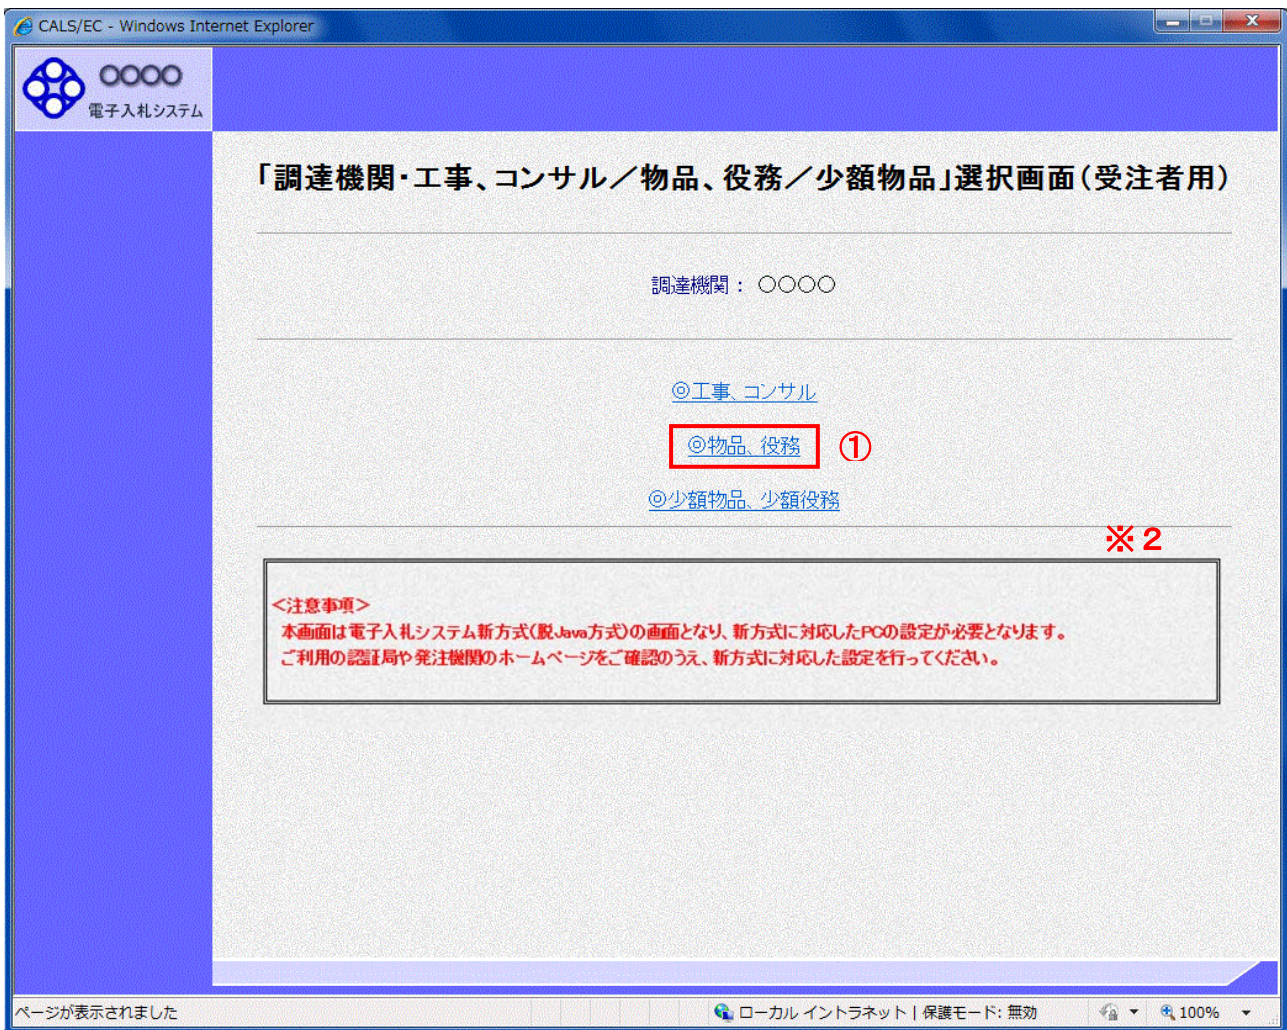 CALS/EC - Windows Internet Explorer
○○○○
電子入札システム
「調達機関・工事、コンサル／物品、役務／少額物品」選択画面(受注者用)
調達機関： ○○○○
◎工事、コンサル
◎物品、役務 ①
◎少額物品、少額役務
※２
＜注意事項＞
本画面は電子入札システム新方式(脱Java方式)の画面となり、新方式に対応したPCの設定が必要となります。
ご利用の認証局や発注機関のホームページをご確認のうえ、新方式に対応した設定を行ってください。
ページが表示されました ローカル イントラネット | 保護モード: 無効 100%